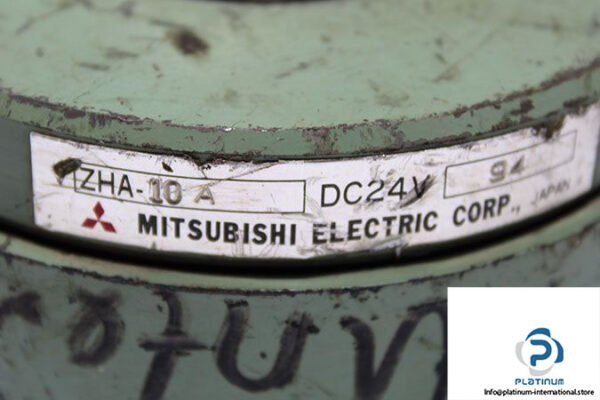 ZHA-10 A DC24V 94
MITSUBISHI ELECTRIC CORP., JAPAN
PLATINUM
Info@platinum-international.store